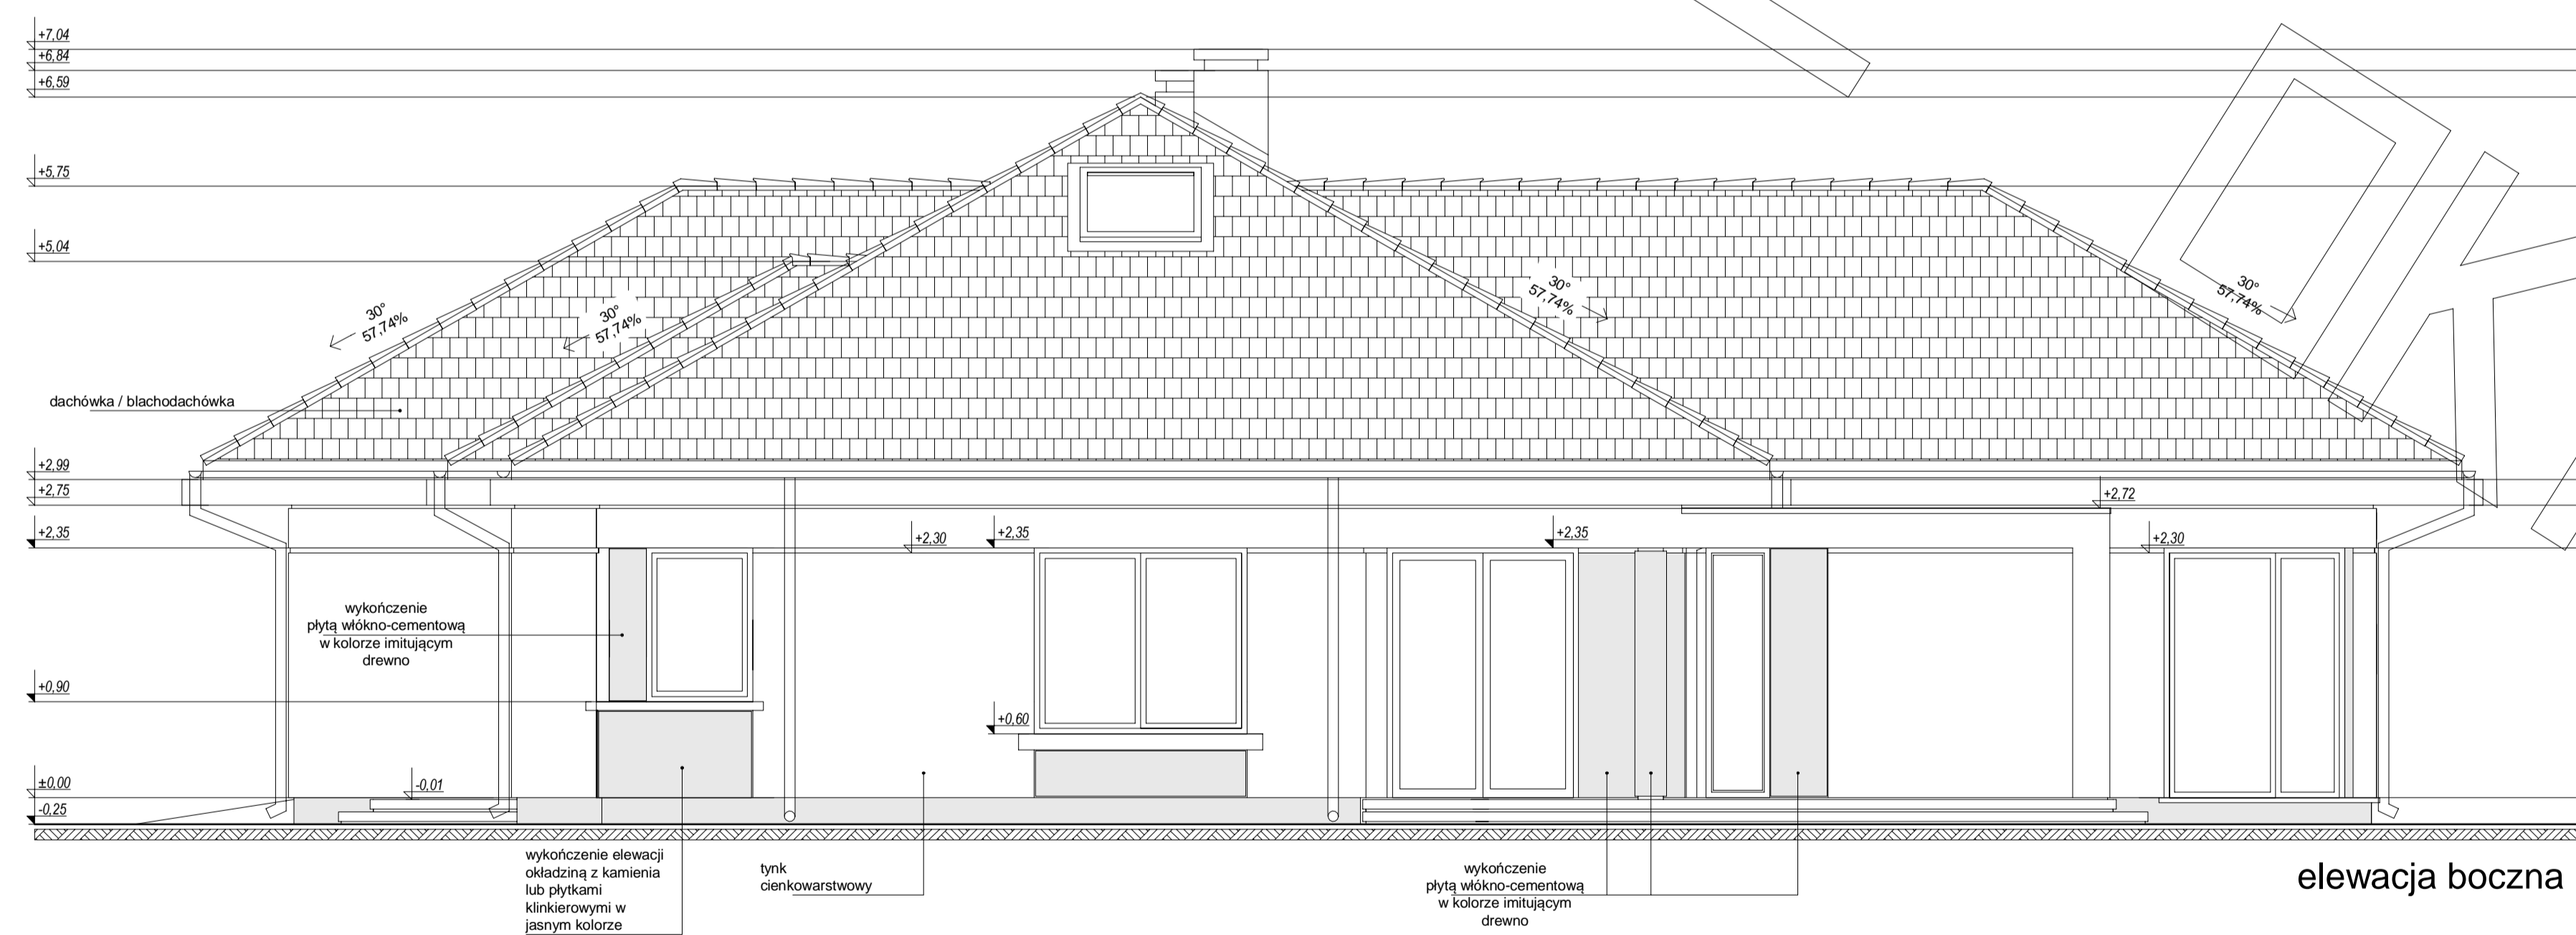 +7,04
+6,84
+6,59
+5,75
+5,04
30°
57,74%
30°
57,74%
30°
57,74%
30°
57,74%
dachówka / blachodachówka
+2,99
+2,75
+2,72
+2,35
+2,30
+2,35
+2,35
+2,30
wykończenie
płytą włókno-cementową
w kolorze imitującym
drewno
+0,90
+0,60
±0,00
-0,01
-0,25
wykończenie elewacji
okładziną z kamienia
lub płytkami
klinkierowymi w
jasnym kolorze
tynk
cienkowarstwowy
wykończenie
płytą włókno-cementową
w kolorze imitującym
drewno
elewacja boczna